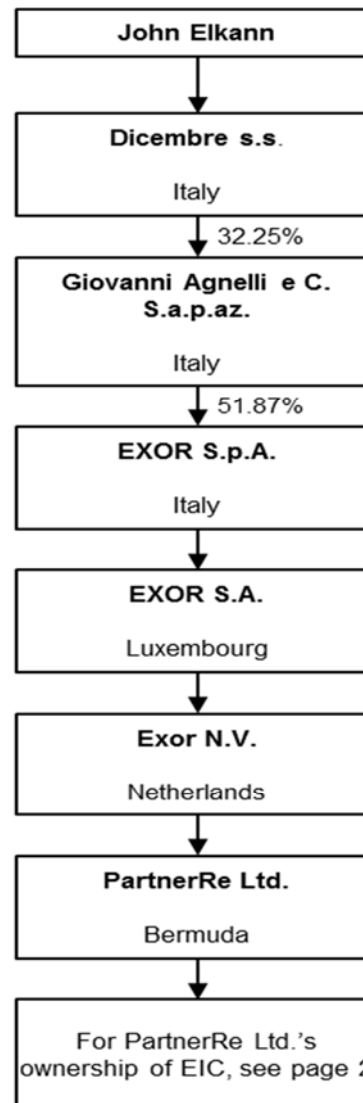 John Elkann
Dicembre s.s.
Italy
32.25%
Giovanni Agnelli e C.
S.a.p.az.
Italy
51.87%
EXOR S.p.A.
Italy
EXOR S.A.
Luxembourg
Exor N.V.
Netherlands
PartnerRe Ltd.
Bermuda
For PartnerRe Ltd.'s
ownership of EIC, see page 2